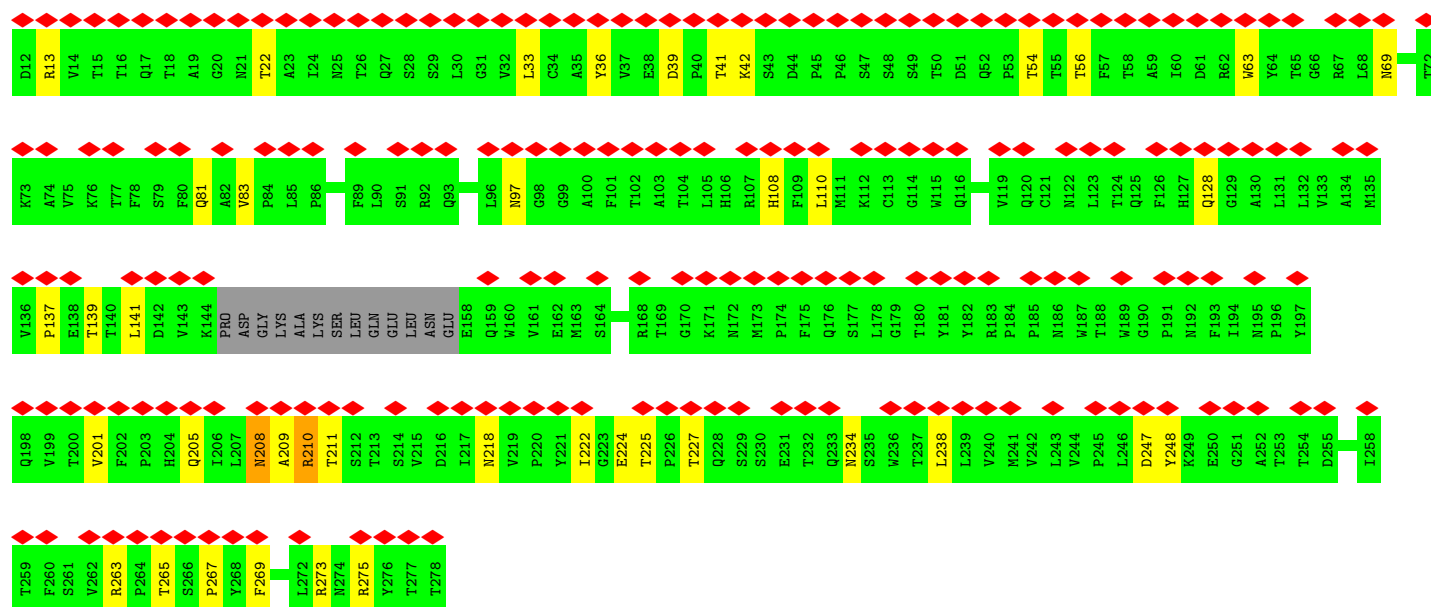 D12 R13 V14 T15 T16 Q17 T18 A19 G20 N21 T22 A23 I24 N25 T26 Q27 S28 S29 L30 G31 V32 L33 C34 A35 Y36 V37 E38 D39 P40 T41 K42 S43 D44 P45 P46 S47 S48 S49 T50 D51 Q52 P53 T54 T55 T56 F57 T58 A59 I60 D61 R62 W63 Y64 T65 G66 R67 L68 N69 T72
K73 A74 V75 K76 T77 F78 S79 F80 Q81 A82 V83 P84 L85 P86 F89 L90 S91 R92 Q93 L96 N97 G98 G99 A100 F101 T102 A103 T104 L105 H106 R107 H108 F109 L110 M111 K112 C113 G114 W115 Q116 V119 Q120 C121 N122 L123 T124 Q125 F126 H127 Q128 G129 A130 L131 L132 V133 A134 M135
V136 P137 E138 T139 T140 L141 D142 V143 K144 PRO ASP GLY LYS ALA LYS SER LEU GLN GLU LEU ASN GLU E158 Q159 W160 V161 E162 M163 S164 R168 T169 G170 K171 N172 M173 P174 F175 Q176 S177 L178 G179 T180 Y181 Y182 R183 P184 P185 N186 W187 T188 W189 G190 P191 N192 F193 I194 N195 P196 Y197
Q198 V199 T200 V201 F202 P203 H204 Q205 I206 L207 N208 A209 R210 T211 S212 T213 S214 V215 D216 I217 N218 V219 P220 Y221 I222 G223 E224 T225 P226 T227 Q228 S229 S230 E231 T232 Q233 N234 S235 W236 T237 L238 L239 V240 M241 V242 L243 V244 P245 L246 D247 Y248 K249 E250 G251 A252 T253 T254 D255 I258
T259 F260 S261 V262 R263 P264 T265 S266 P267 Y268 F269 L272 R273 N274 R275 Y276 T277 T278